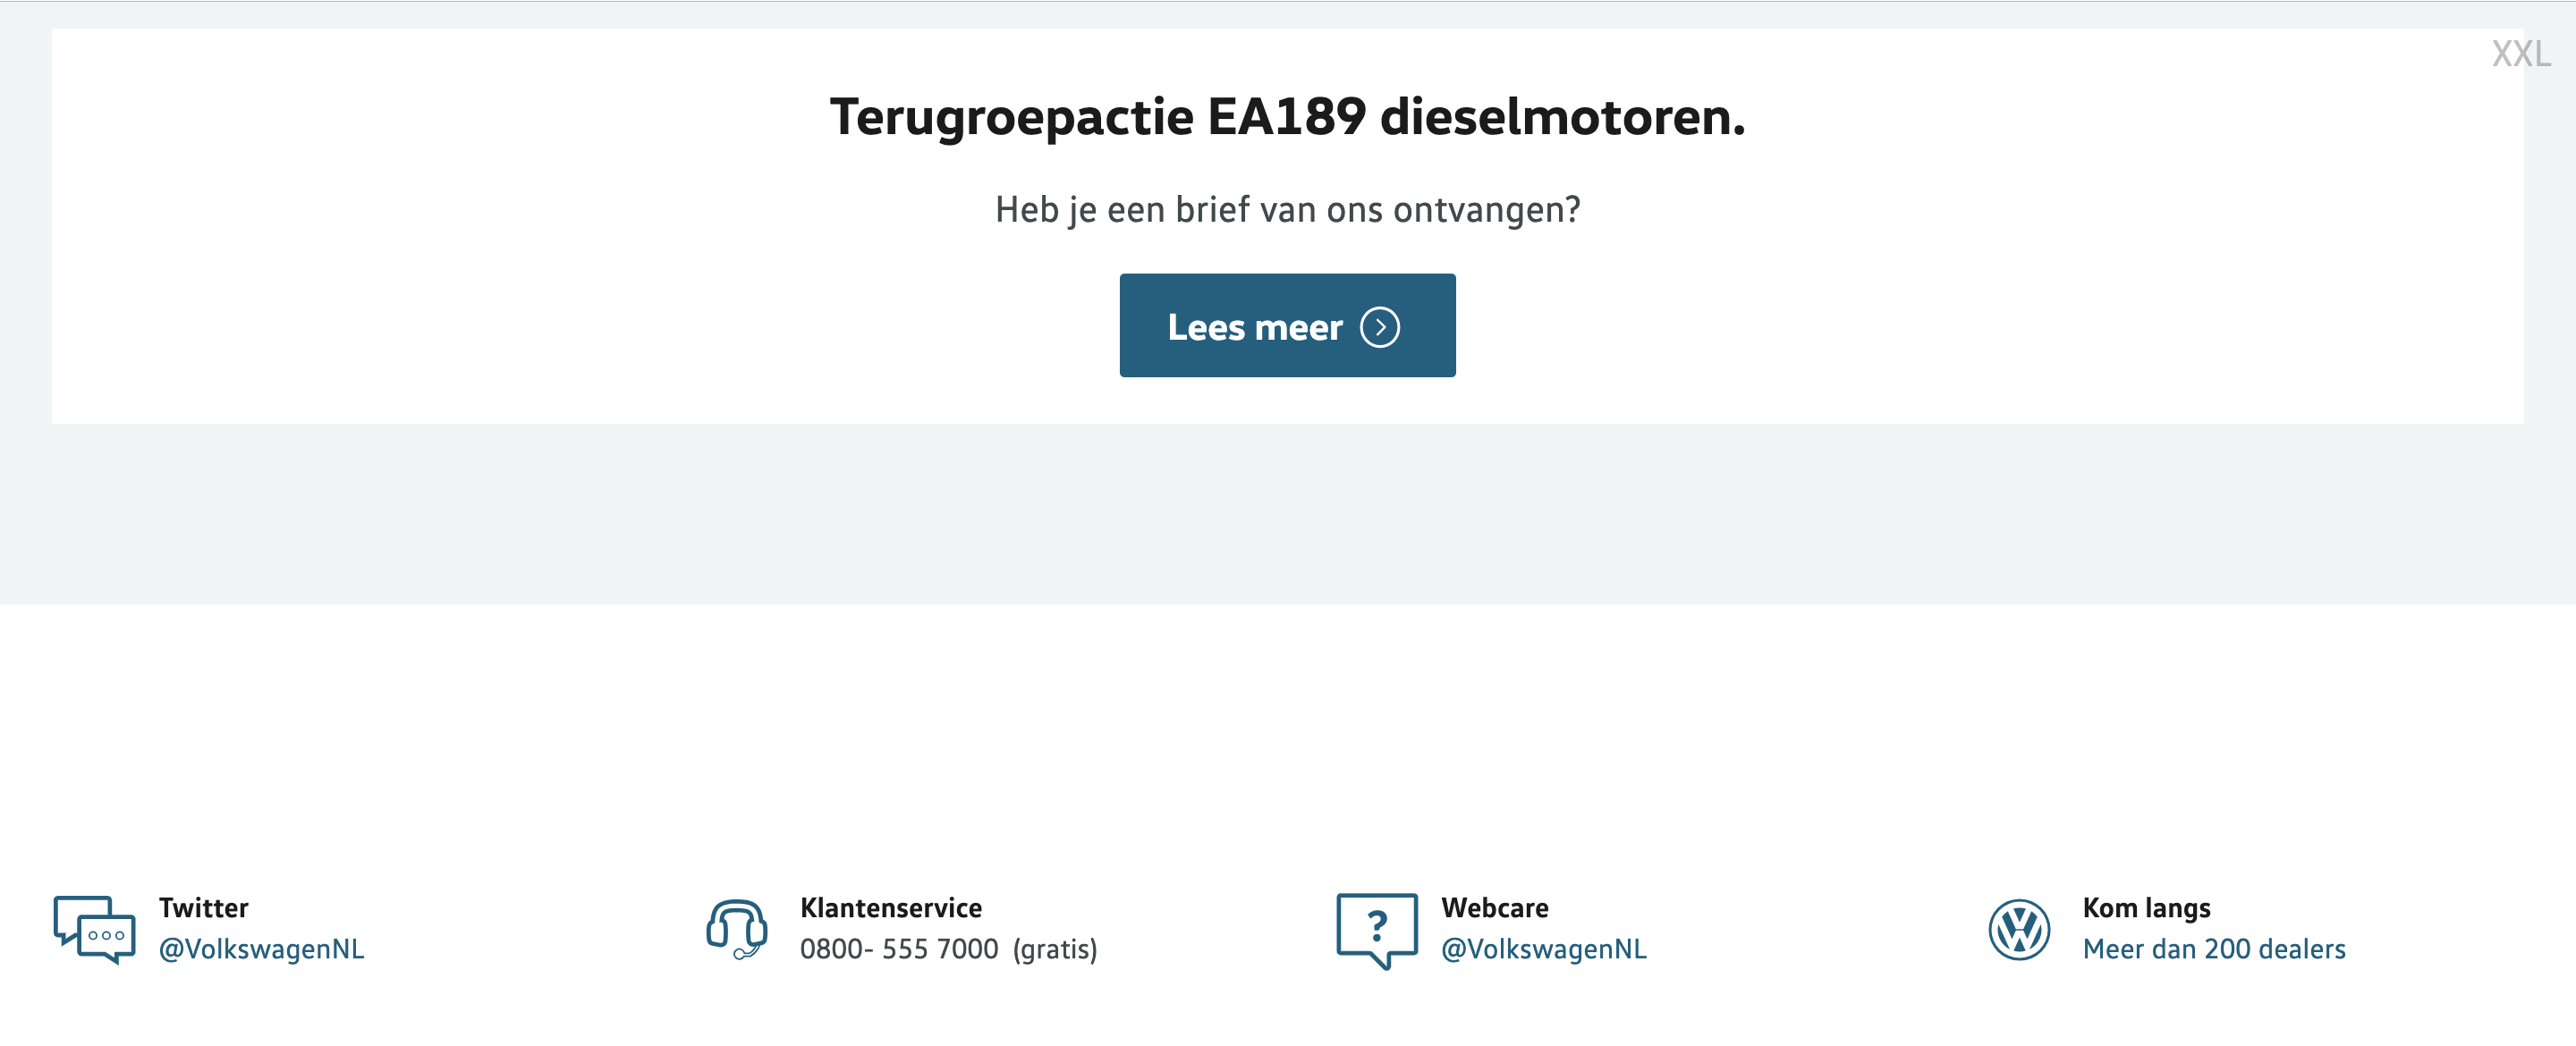 XXL
Terugroepactie EA189 dieselmotoren.
Heb je een brief van ons ontvangen?
Lees meer
Twitter
@VolkswagenNL
Klantenservice
0800- 555 7000 (gratis)
?
Webcare
@VolkswagenNL
Kom langs
Meer dan 200 dealers